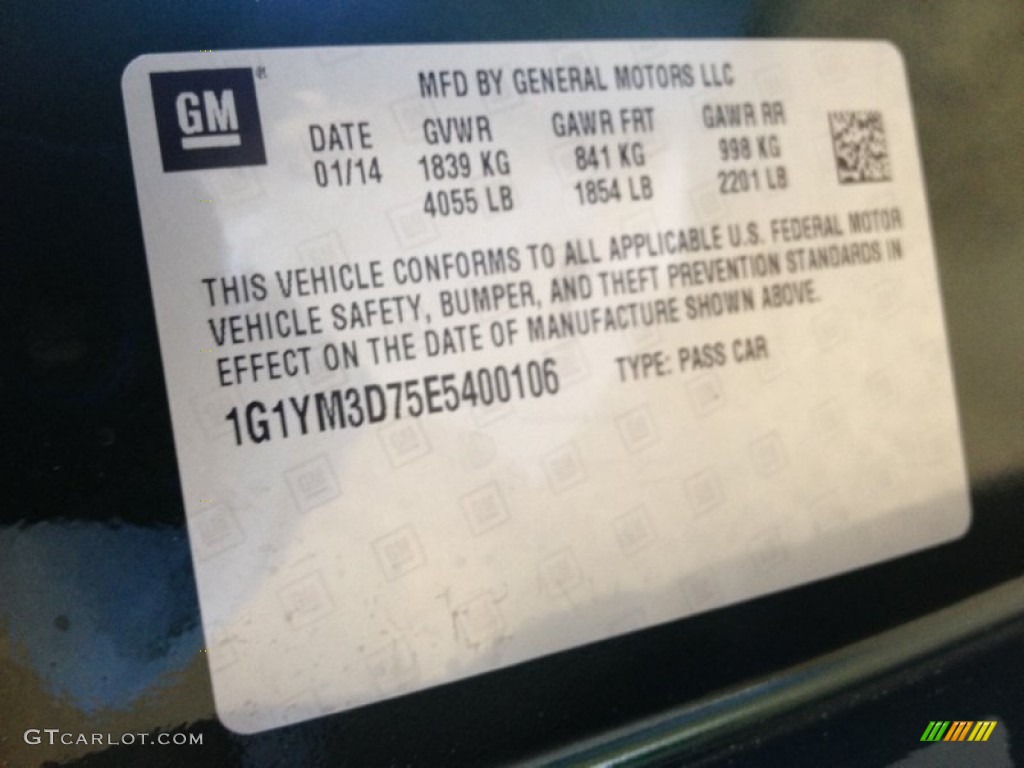 GM
MFD BY GENERAL MOTORS LLC
DATE GVWR GAWR FRT GAWR RR
01/14 1839 KG 841 KG 998 KG
4055 LB 1854 LB 2201 LB
THIS VEHICLE CONFORMS TO ALL APPLICABLE U.S. FEDERAL MOTOR
VEHICLE SAFETY, BUMPER, AND THEFT PREVENTION STANDARDS IN
EFFECT ON THE DATE OF MANUFACTURE SHOWN ABOVE.
1G1YM3D75E5400106 TYPE: PASS CAR
GTCARLOT.COM